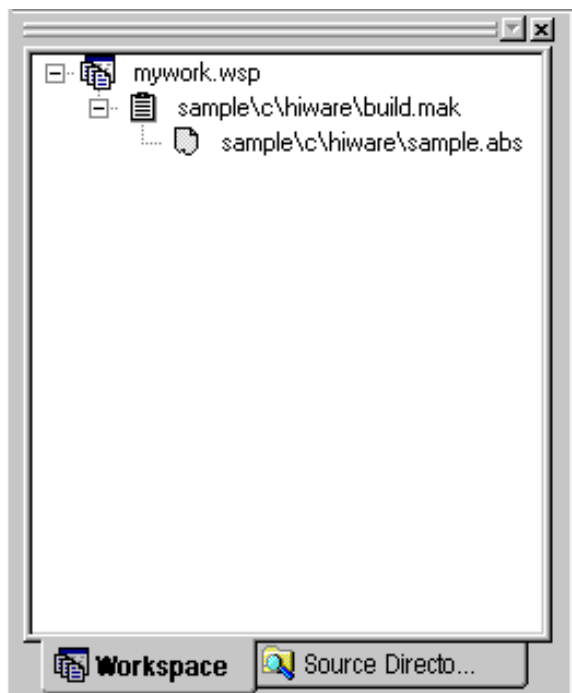 mywork.wsp
sample\c\hiware\build.mak
sample\c\hiware\sample.abs
Workspace
Source Directo...